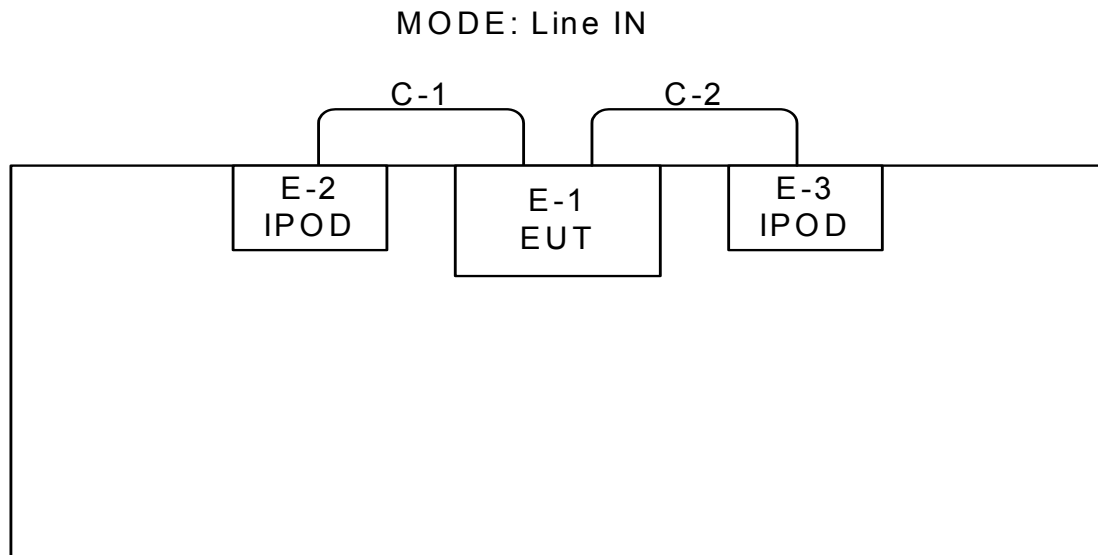 MODE: Line IN
C-1
C-2
E-2
IPOD
E-1
EUT
E-3
IPOD